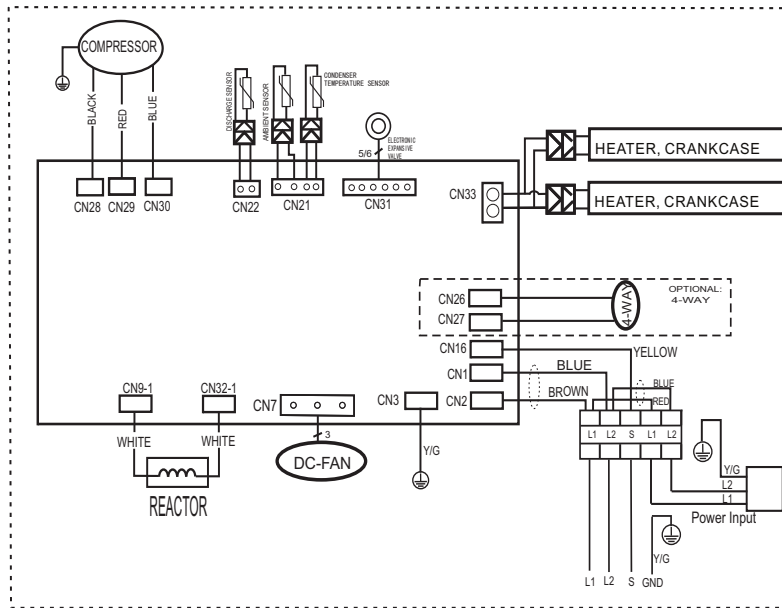 COMPRESSOR
BLACK
RED
BLUE
DISCHARGE SENSOR
AMBIENT SENSOR
CONDENSER
TEMPERATURE SENSOR
5/6
ELECTRONIC
EXPANSIVE
VALVE
HEATER, CRANKCASE
HEATER, CRANKCASE
CN28
CN29
CN30
CN22
CN21
CN31
CN33
CN26
CN27
4-WAY
OPTIONAL:
4-WAY
CN16
YELLOW
CN1
BLUE
CN2
BROWN
BLUE
RED
CN9-1
CN32-1
CN7
CN3
WHITE
WHITE
REACTOR
3
DC-FAN
Y/G
L1
L2
S
L1
L2
Y/G
L2
L1
Power Input
Y/G
L1
L2
S
GND